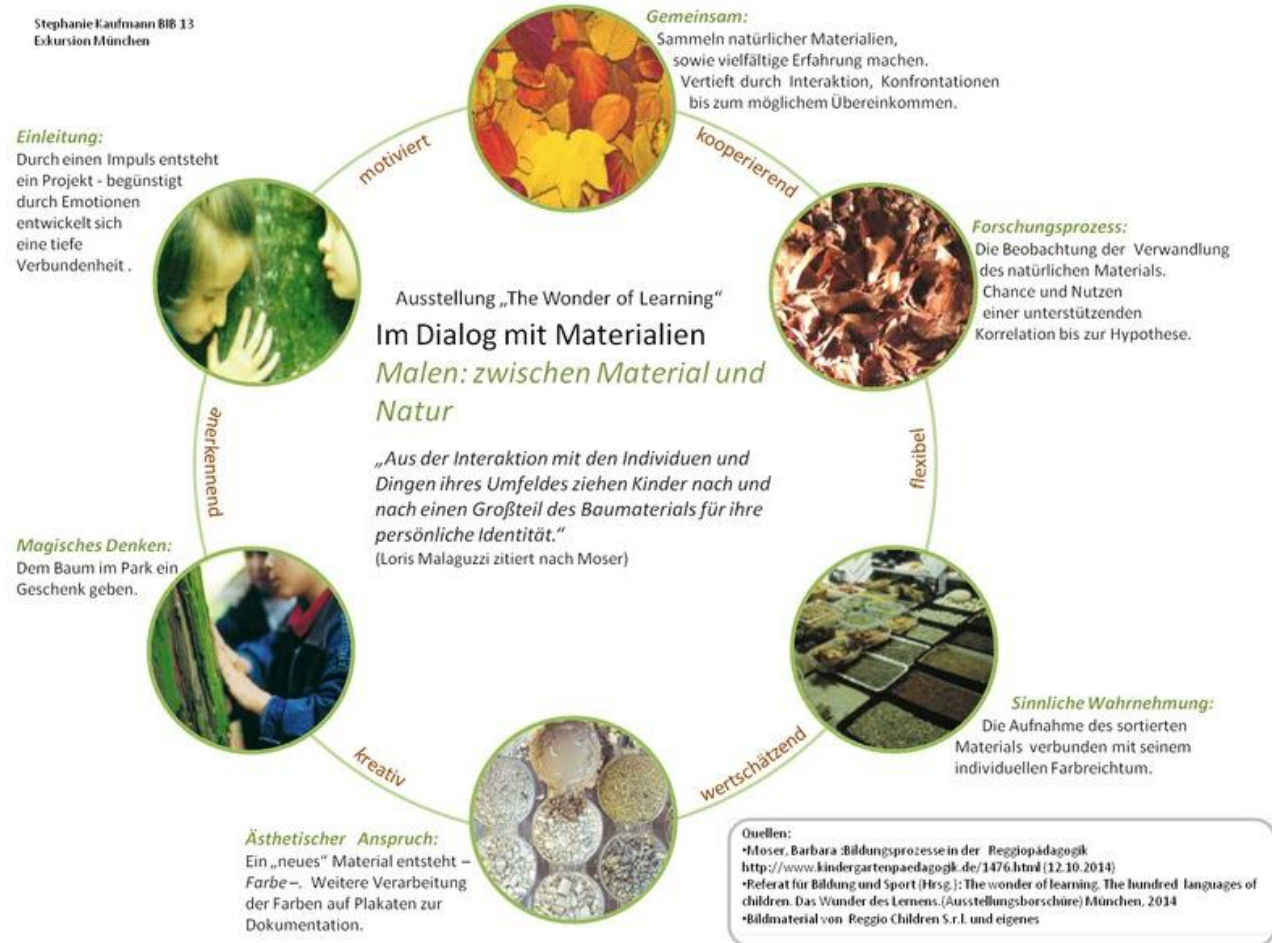 Stephanie Kaufmann BIB 13
Exkursion München
Gemeinsam:
Sammeln natürlicher Materialien,
sowie vielfältige Erfahrung machen.
Vertieft durch Interaktion, Konfrontationen
bis zum möglichem Übereinkommen.
kooperierend
Forschungsprozess:
Die Beobachtung der Verwandlung
des natürlichen Materials.
Chance und Nutzen
einer unterstützenden
Korrelation bis zur Hypothese.
flexibel
Sinnliche Wahrnehmung:
Die Aufnahme des sortierten
Materials verbunden mit seinem
individuellen Farbreichtum.
wertschätzend
Ästhetischer Anspruch:
Ein „neues“ Material entsteht –
Farbe –. Weitere Verarbeitung
der Farben auf Plakaten zur
Dokumentation.
kreativ
Magisches Denken:
Dem Baum im Park ein
Geschenk geben.
enerkennend
Einleitung:
Durch einen Impuls entsteht
ein Projekt - begünstigt
durch Emotionen
entwickelt sich
eine tiefe
Verbundenheit .
motiviert
Ausstellung „The Wonder of Learning“
Im Dialog mit Materialien
Malen: zwischen Material und
Natur
„Aus der Interaktion mit den Individuen und
Dingen ihres Umfeldes ziehen Kinder nach und
nach einen Großteil des Baumaterials für ihre
persönliche Identität.“
(Loris Malaguzzi zitiert nach Moser)
Quellen:
•Moser, Barbara :Bildungsprozesse in der Reggiopädagogik
http://www.kindergartenpaedagogik.de/1476.html (12.10.2014)
•Referat für Bildung und Sport (Hrsg.): The wonder of learning. The hundred languages of
children. Das Wunder des Lernens.(Ausstellungsborschüre) München, 2014
•Bildmaterial von Reggio Children S.r.l. und eigenes